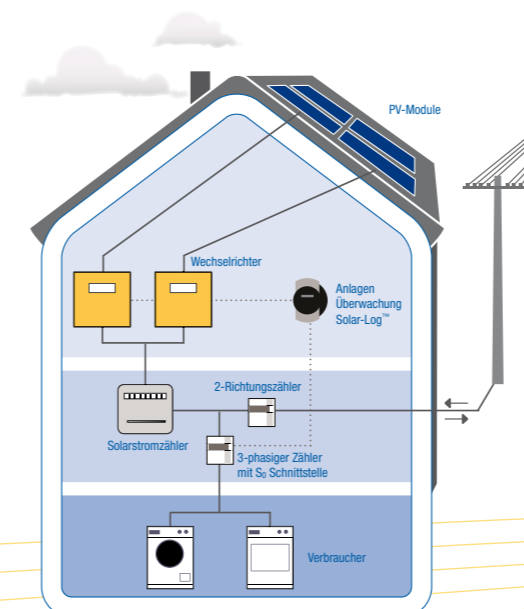 PV-Module
Wechselrichter
Anlagen
Überwachung
Solar-Log™
2-Richtungszähler
Solarstromzähler
3-phasiger Zähler
mit S₀ Schnittstelle
Verbraucher